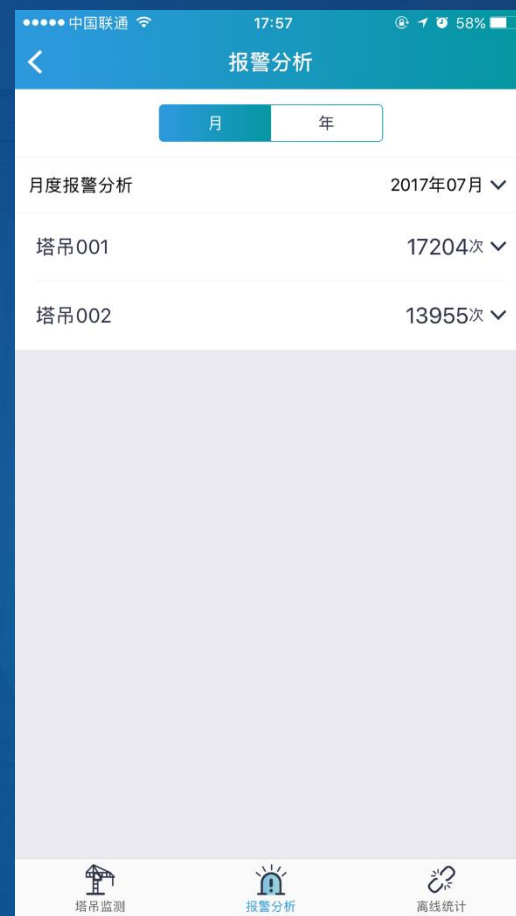 中国联通 17:57 58%
报警分析
月 年
月度报警分析 2017年07月
塔吊001 17204次
塔吊002 13955次
塔吊监测 报警分析 离线统计